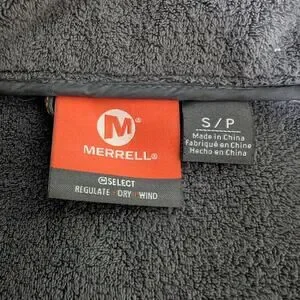 M
MERRELL®
SELECT
REGULATE DRY WIND
S/P
Made in China
Fabriqué en Chine
Hecho en China